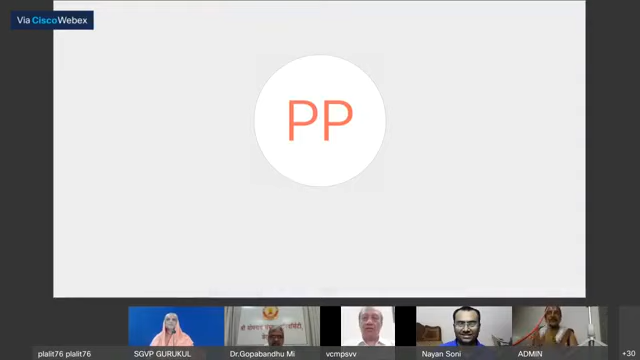 Via CiscoWebex
PP
plalit76 plalit76
SGVP GURUKUL
Dr.Gopabandhu Mi
vcmpsvv
Nayan Soni
ADMIN
+30